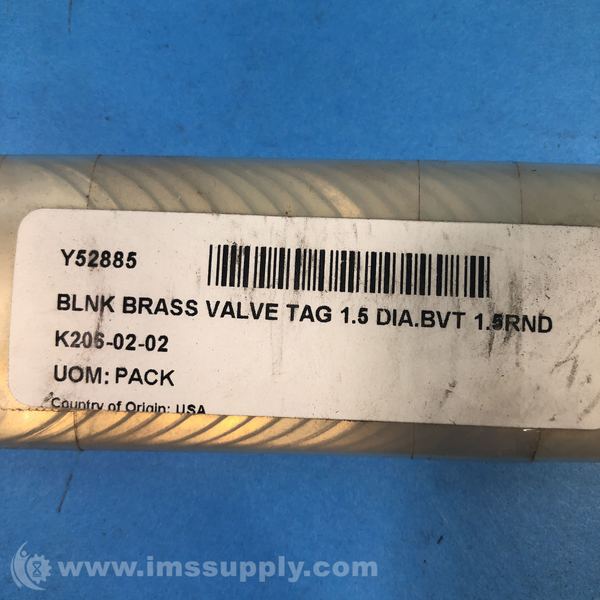 Y52885
BLNK BRASS VALVE TAG 1.5 DIA.BVT 1.5RND
K206-02-02
UOM: PACK
Country of Origin: USA
www.imssupply.com